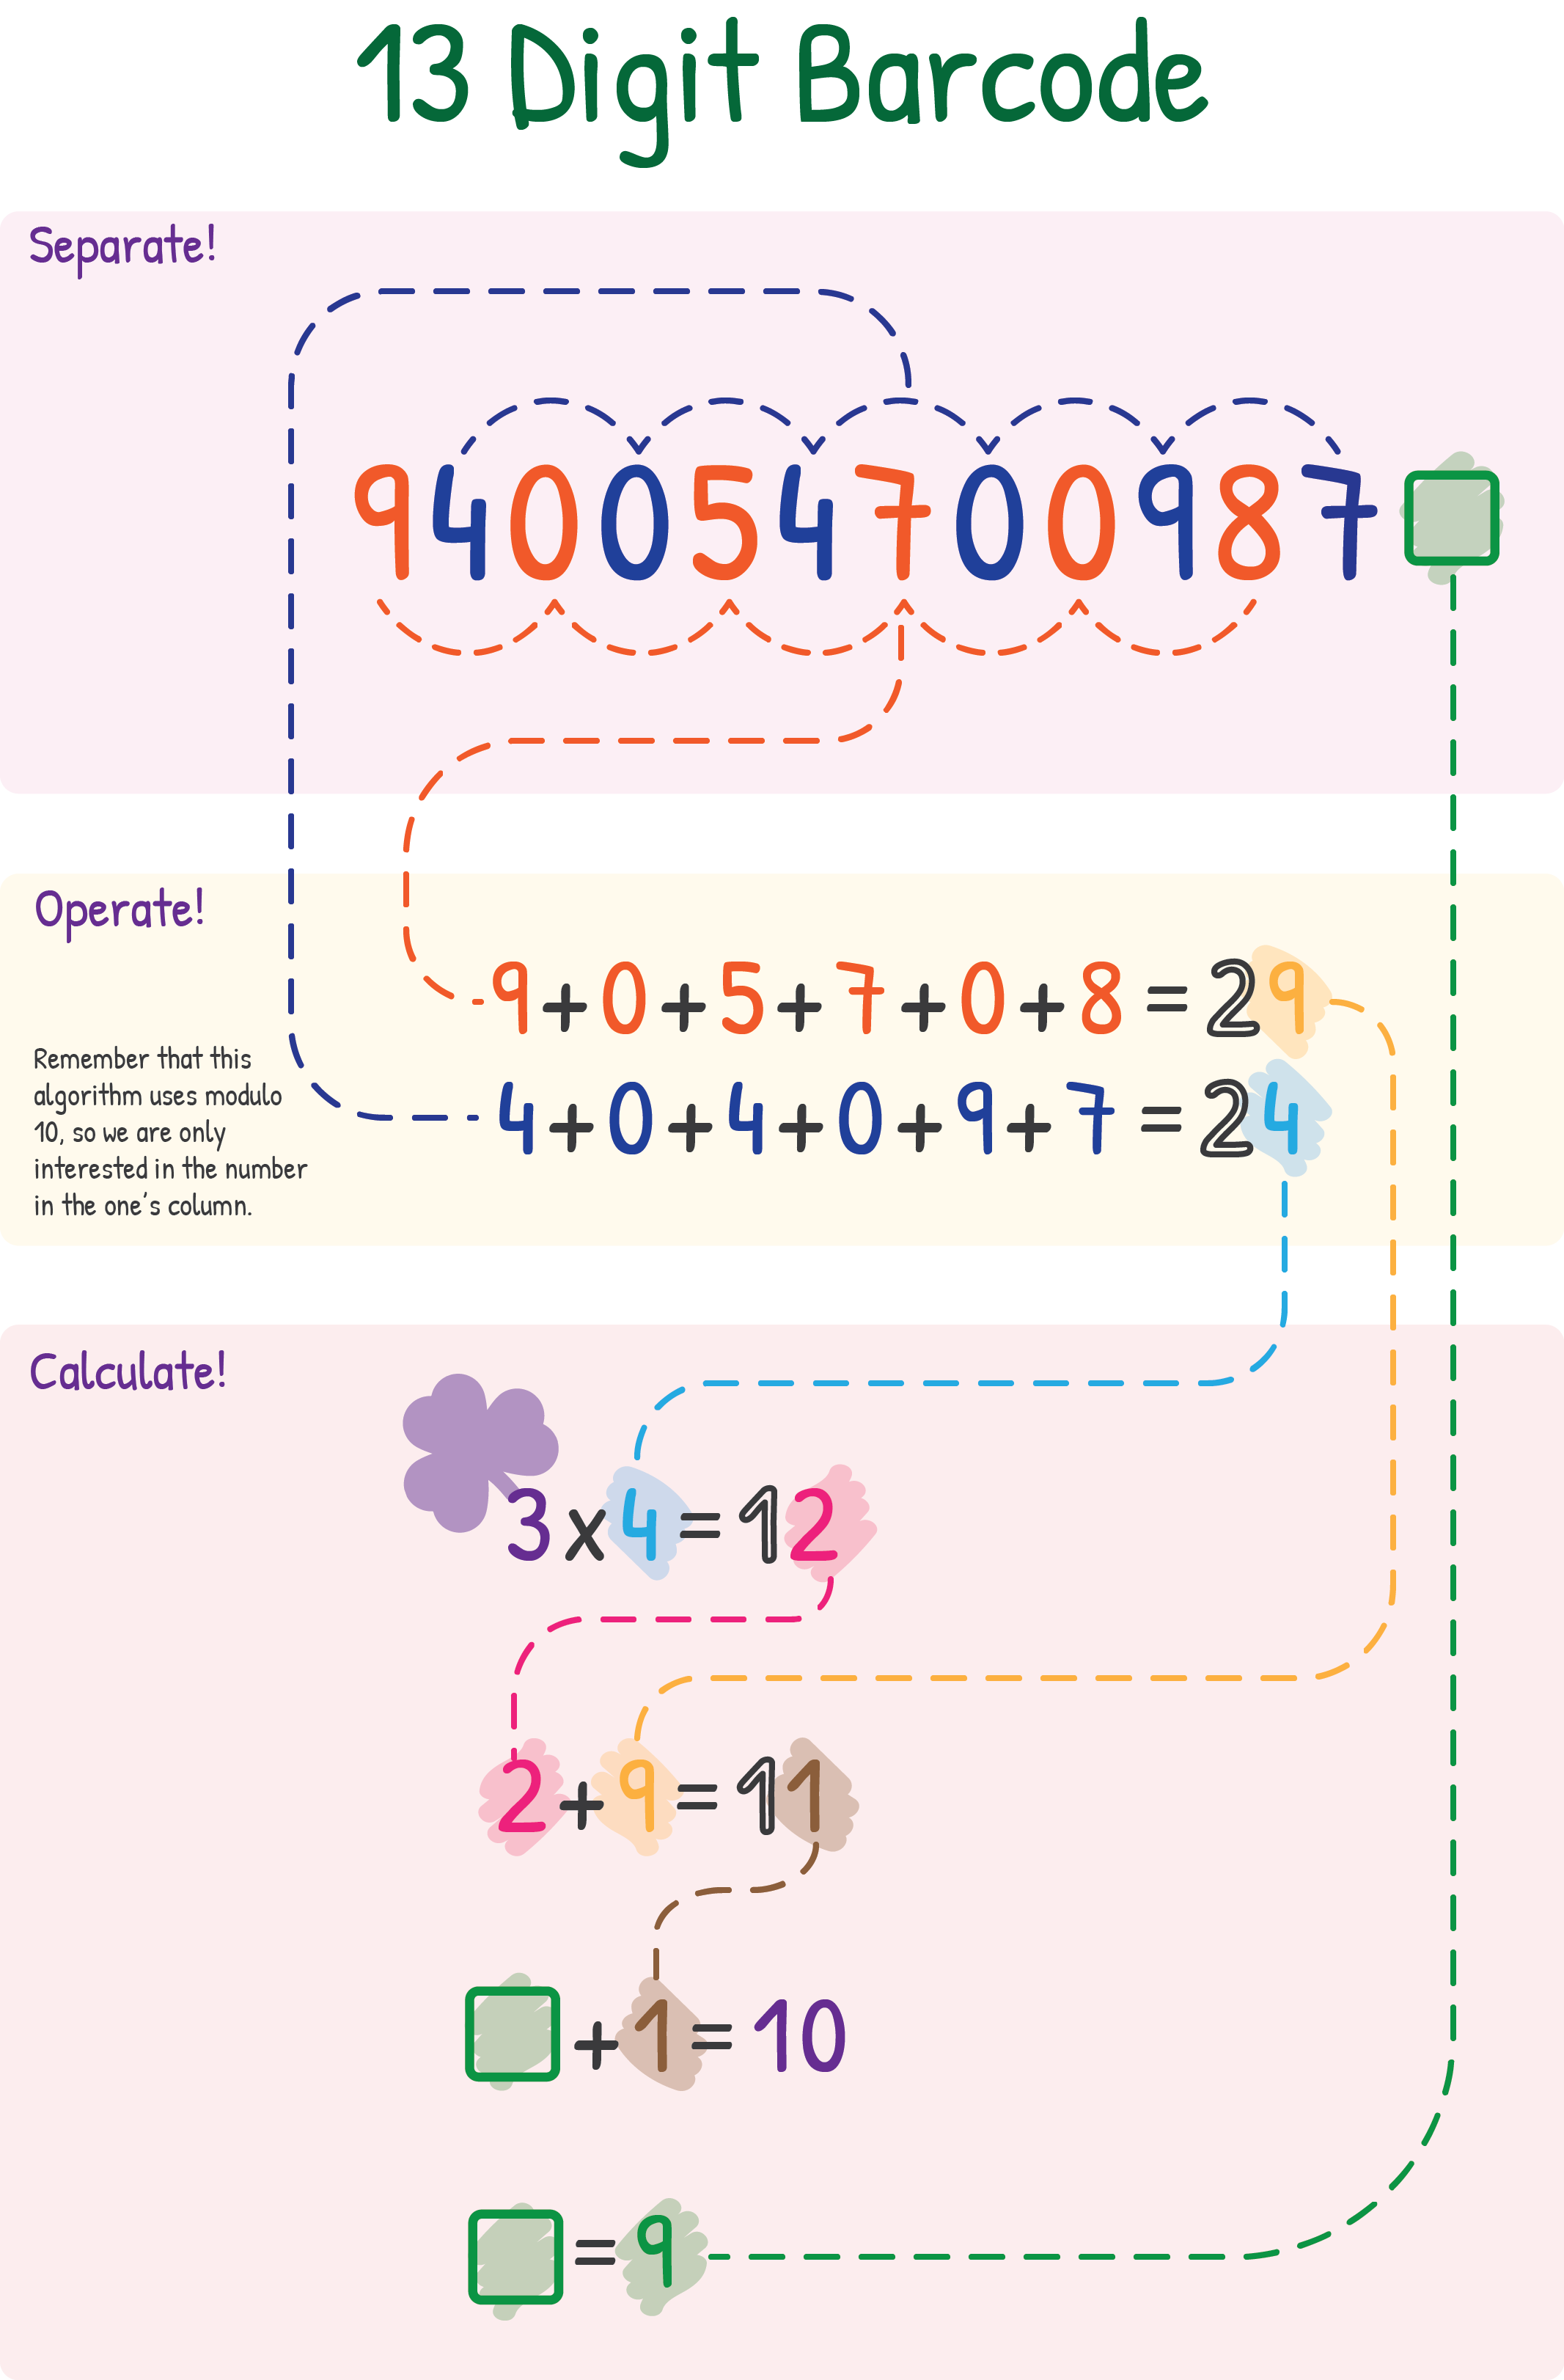 13 Digit Barcode
Separate!
940054700987
Operate!
9+0+5+7+0+8=29
4+0+4+0+9+7=24
Remember that this
algorithm uses modulo
10, so we are only
interested in the number
in the one's column.
Calculate!
3x4=12
2+9=11
+1=10
=9